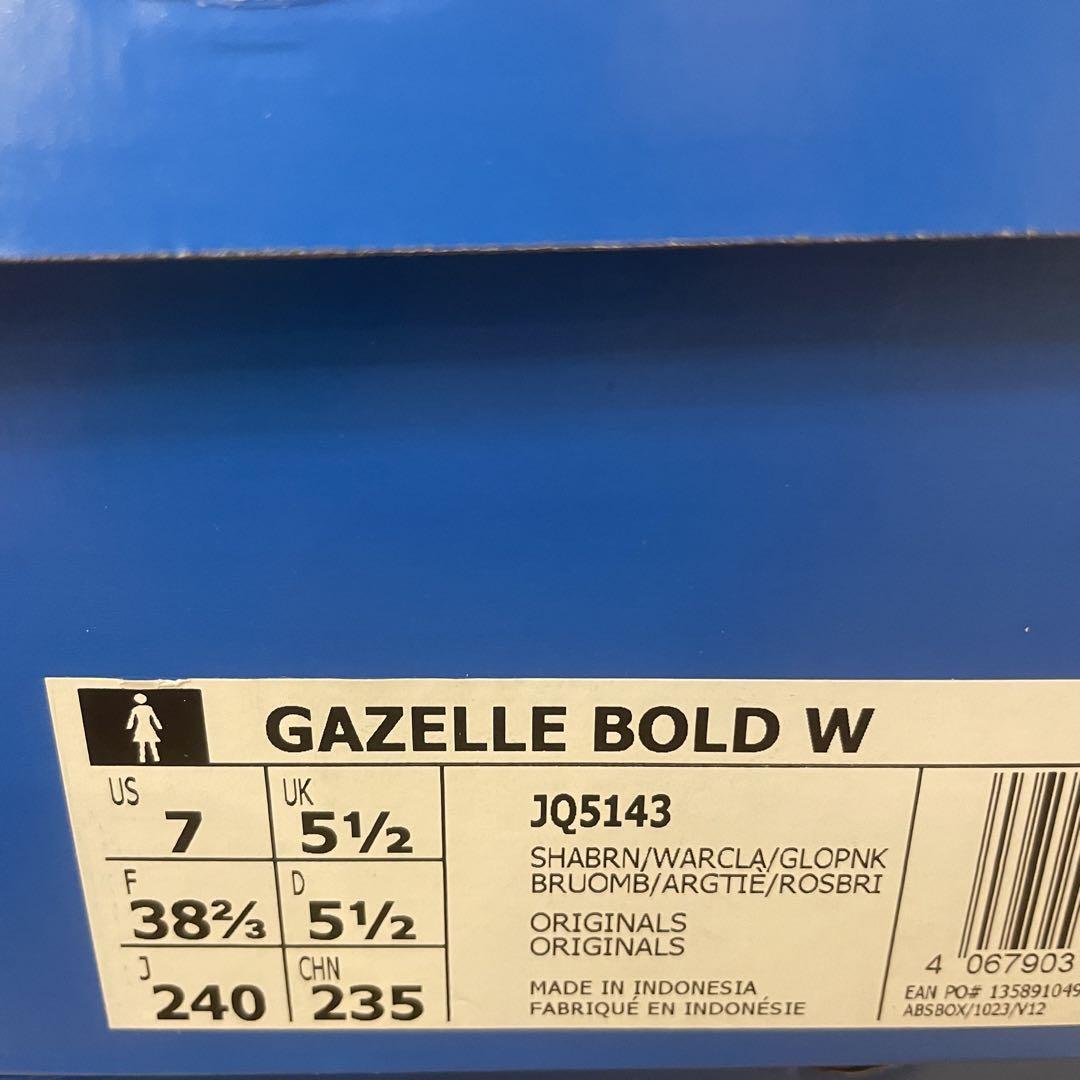 GAZELLE BOLD W
US 7 UK 5½
F 38⅔ D 5½
J 240 CHN 235
JQ5143
SHABRN/WARCLA/GLOPNK
BRUOMB/ARGTIÈ/ROSBRI
ORIGINALS
ORIGINALS
MADE IN INDONESIA
FABRIQUÉ EN INDONÉSIE
4 067903
EAN PO# 135891049
ABSBOX/1023/V12